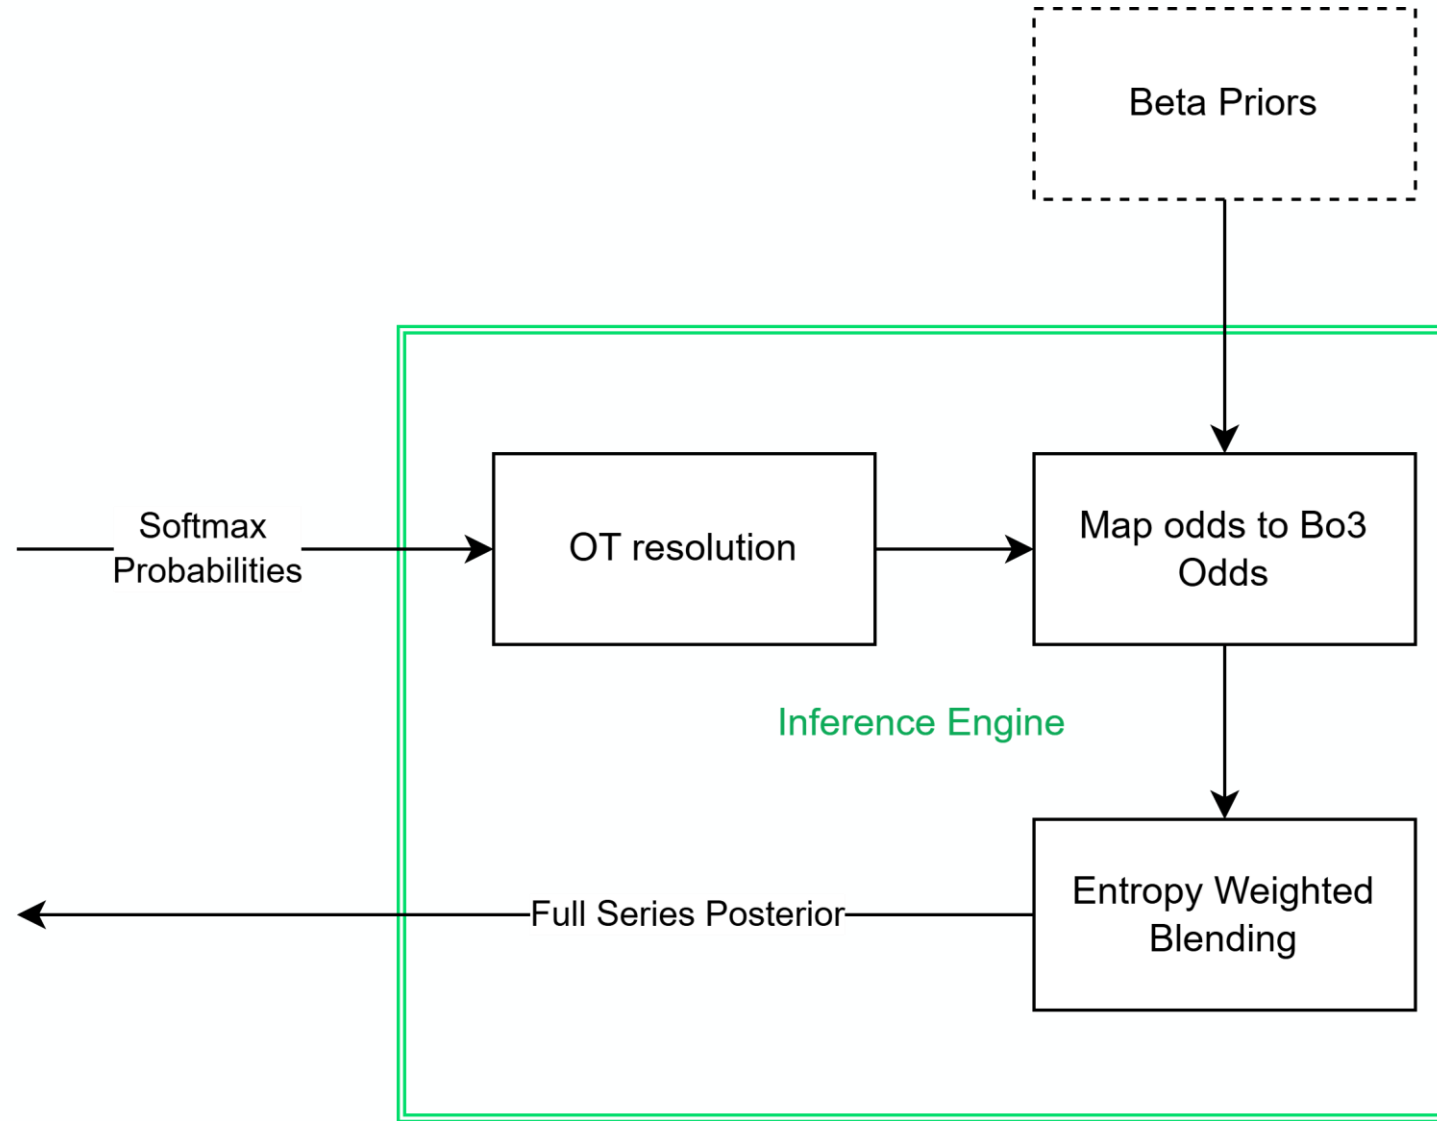 Beta Priors
Softmax
Probabilities
OT resolution
Map odds to Bo3
Odds
Inference Engine
Full Series Posterior
Entropy Weighted
Blending